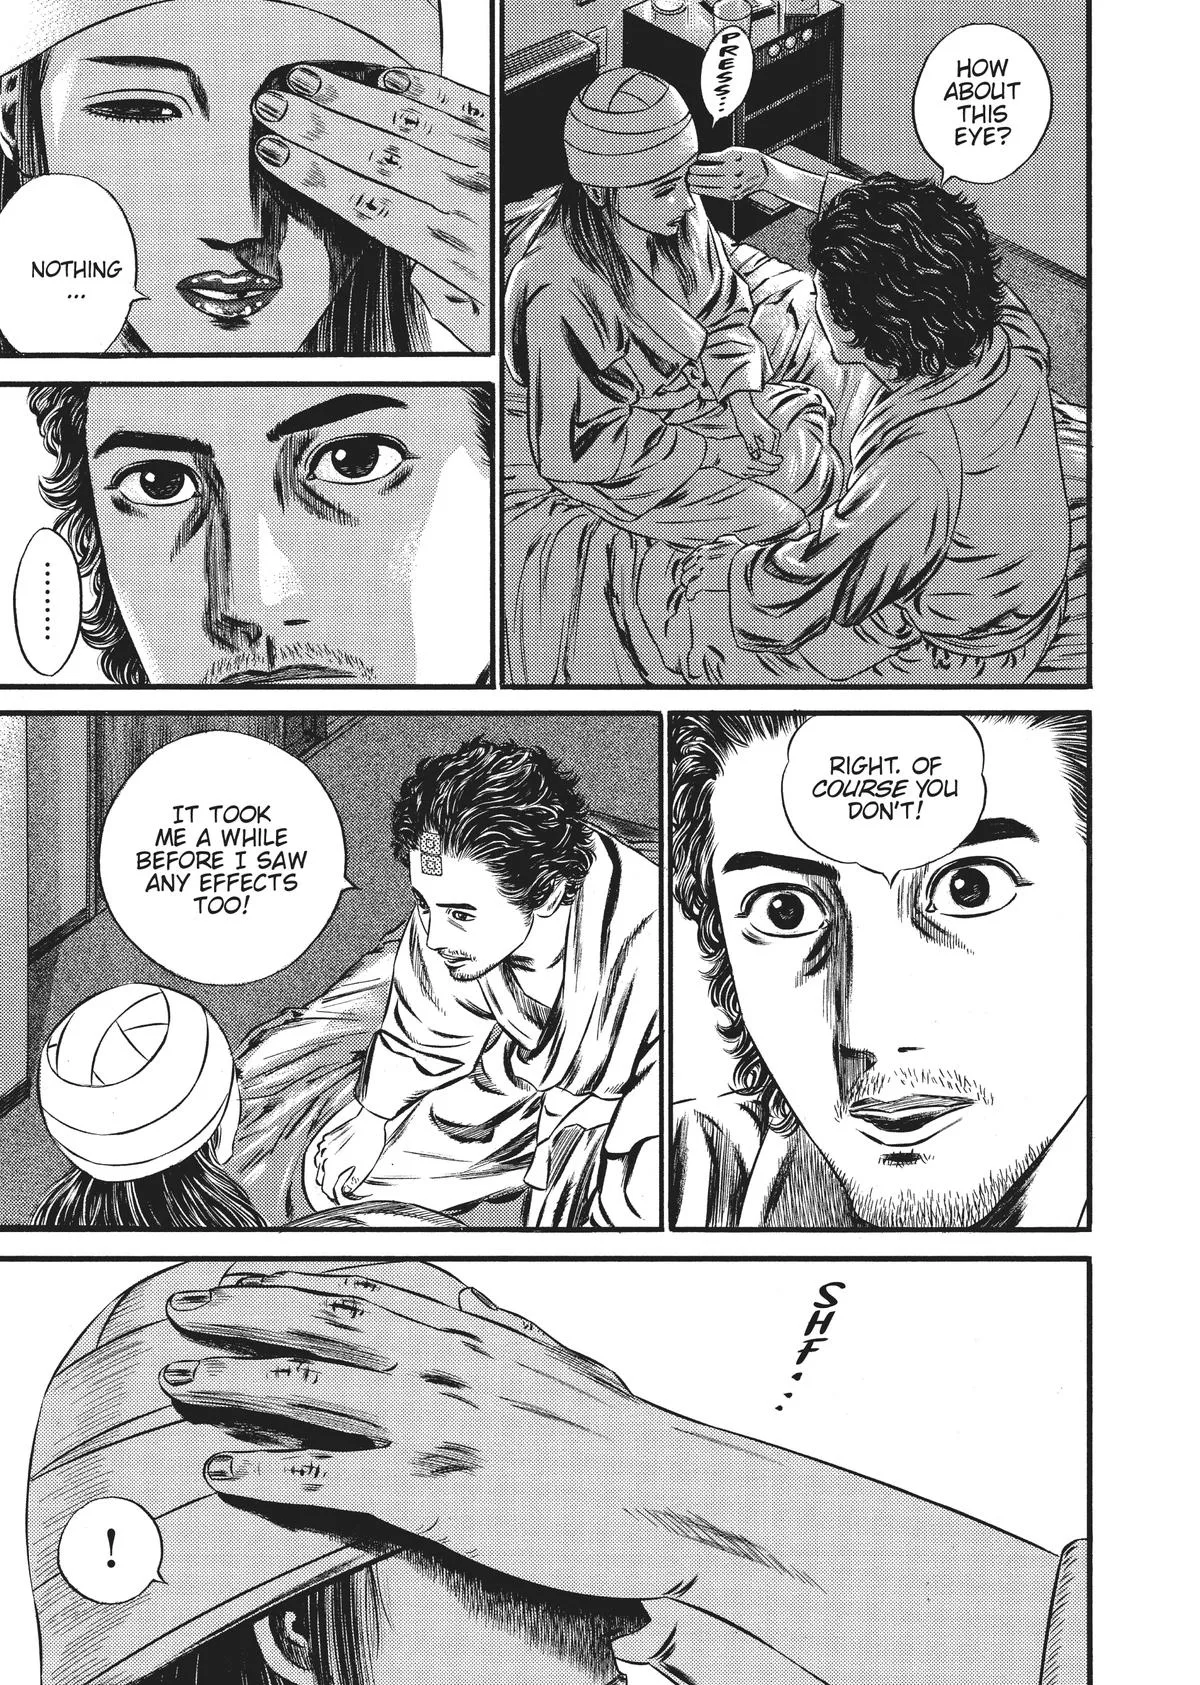 HOW
ABOUT
THIS
EYE?
PRESS...
NOTHING
...
.........
RIGHT. OF
COURSE YOU
DON'T!
IT TOOK
ME A WHILE
BEFORE I SAW
ANY EFFECTS
TOO!
SHF...
!